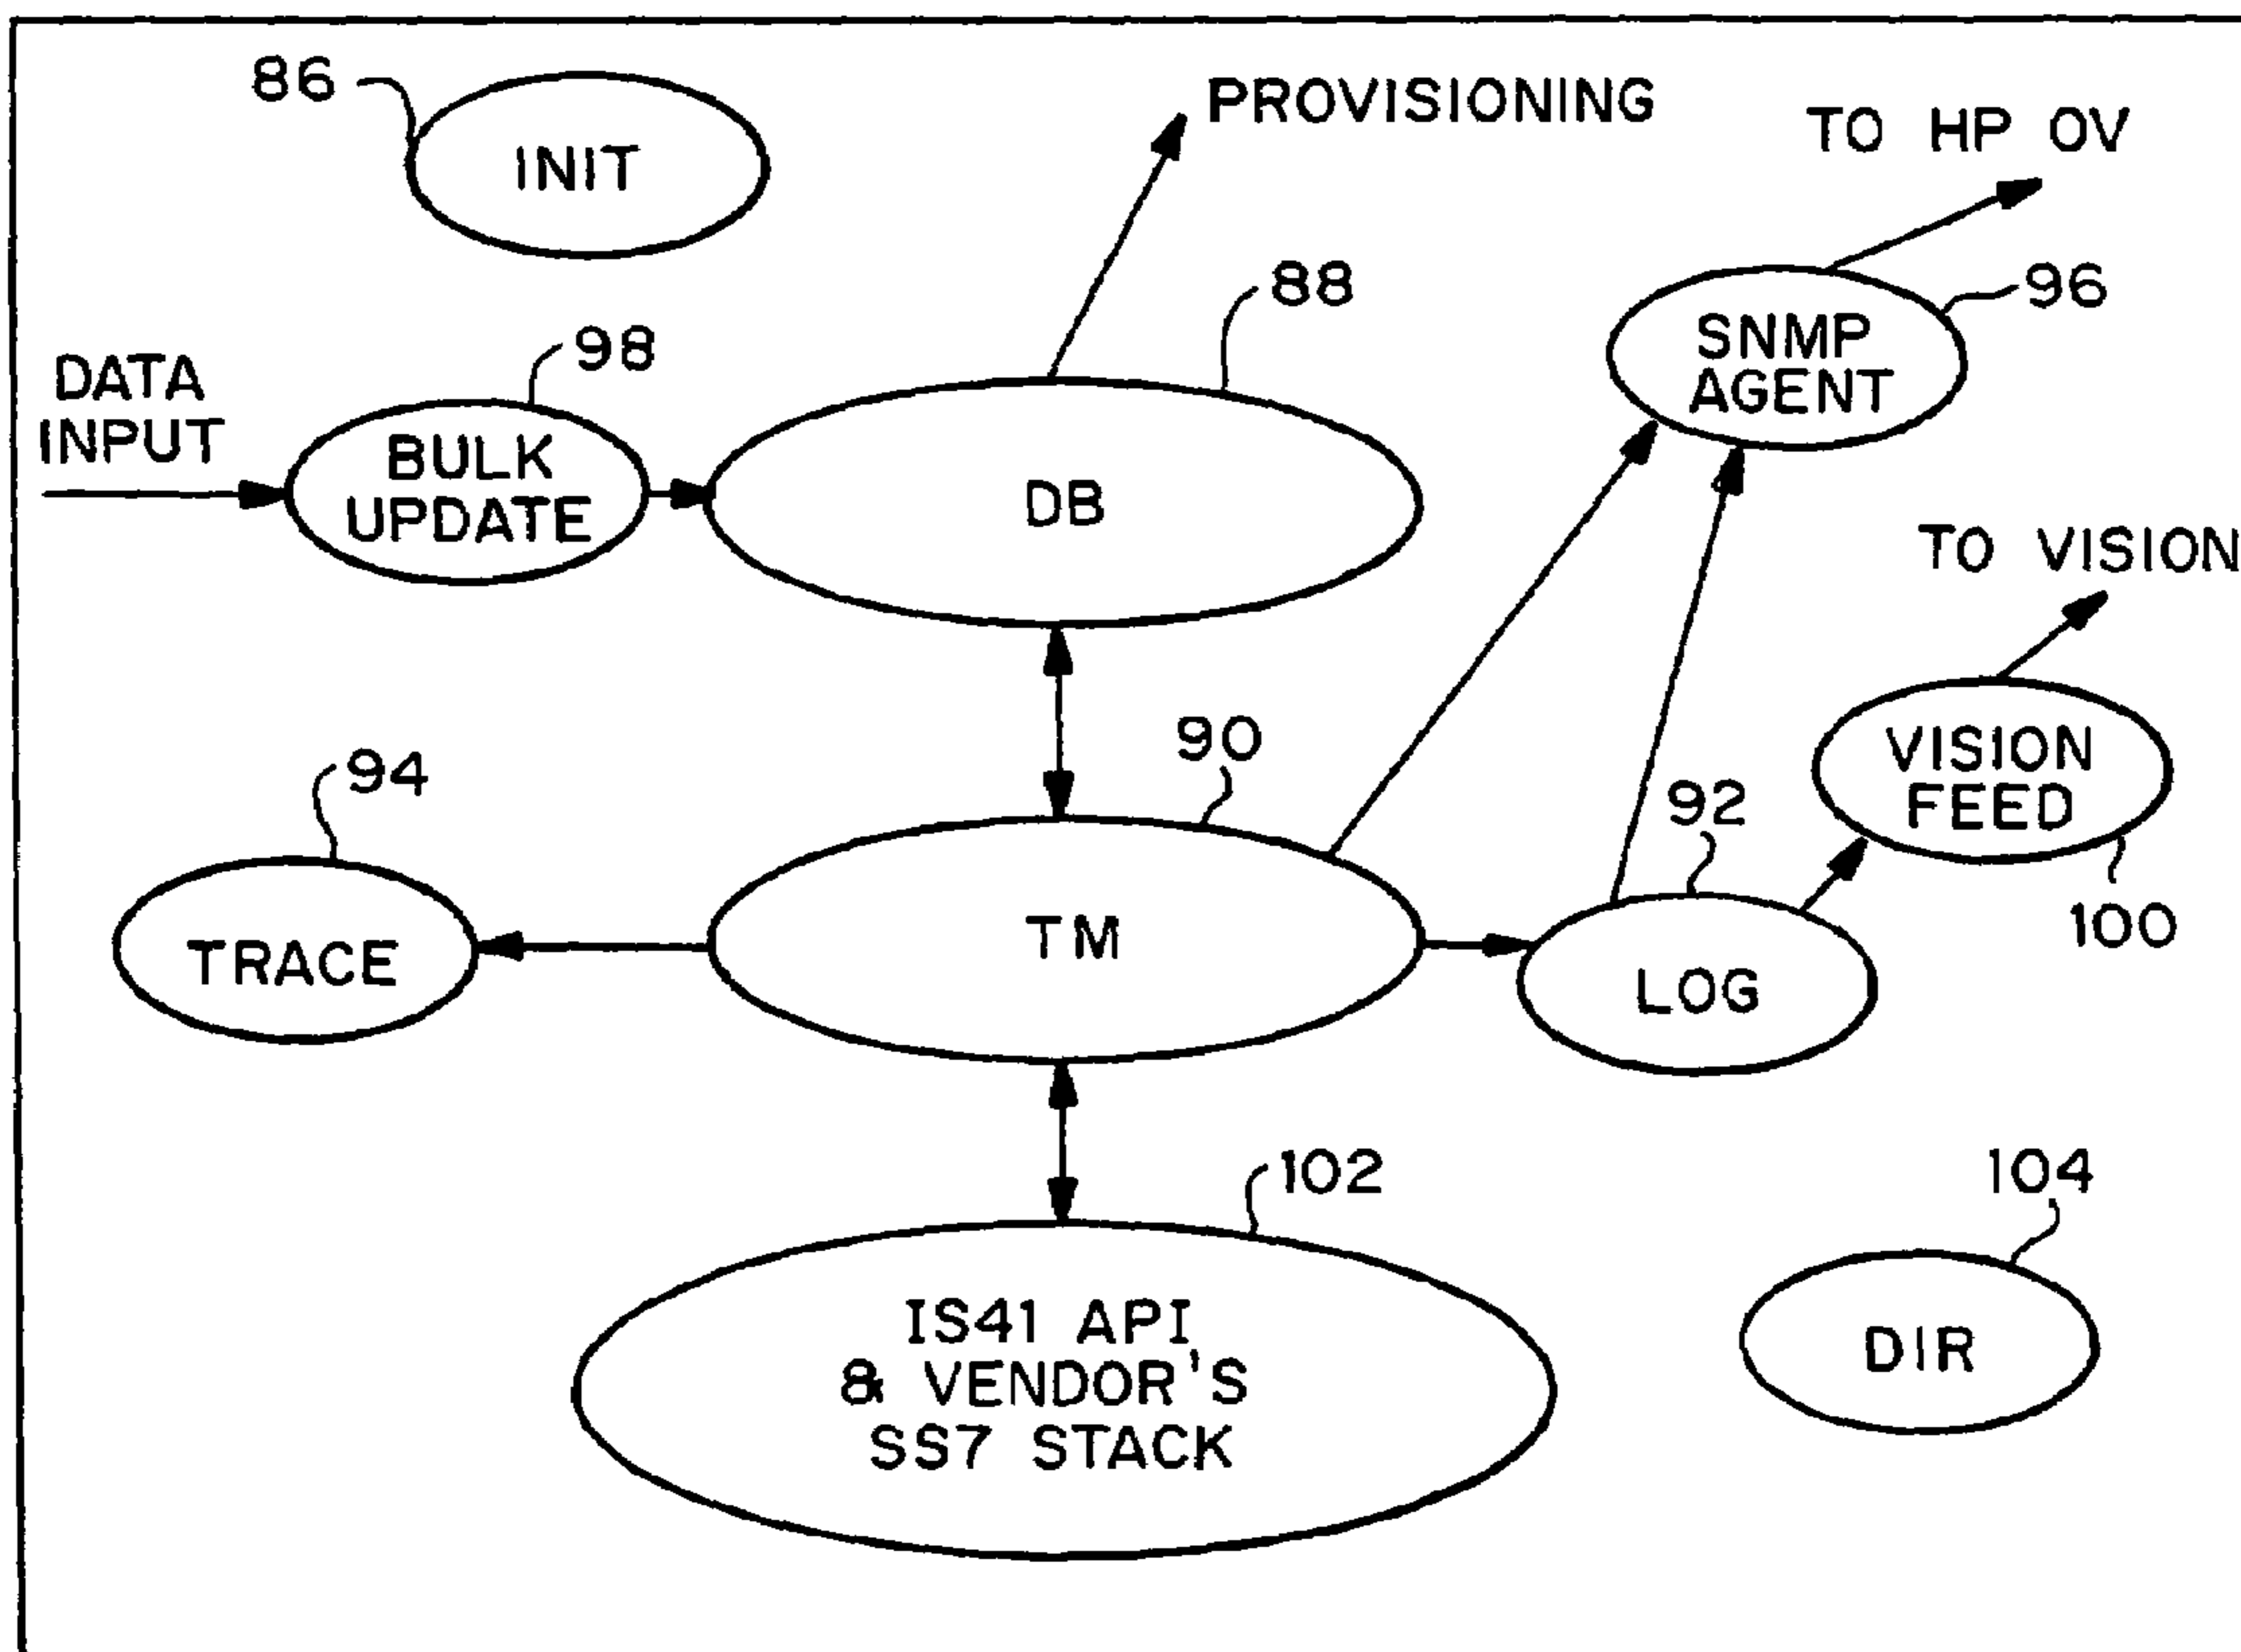 86
INIT
PROVISIONING
TO HP OV
88
96
SNMP
AGENT
98
DATA
INPUT
BULK
UPDATE
DB
TO VISION
90
94
92
VISION
FEED
100
TRACE
TM
LOG
102
104
IS41 API
& VENDOR'S
SS7 STACK
DIR